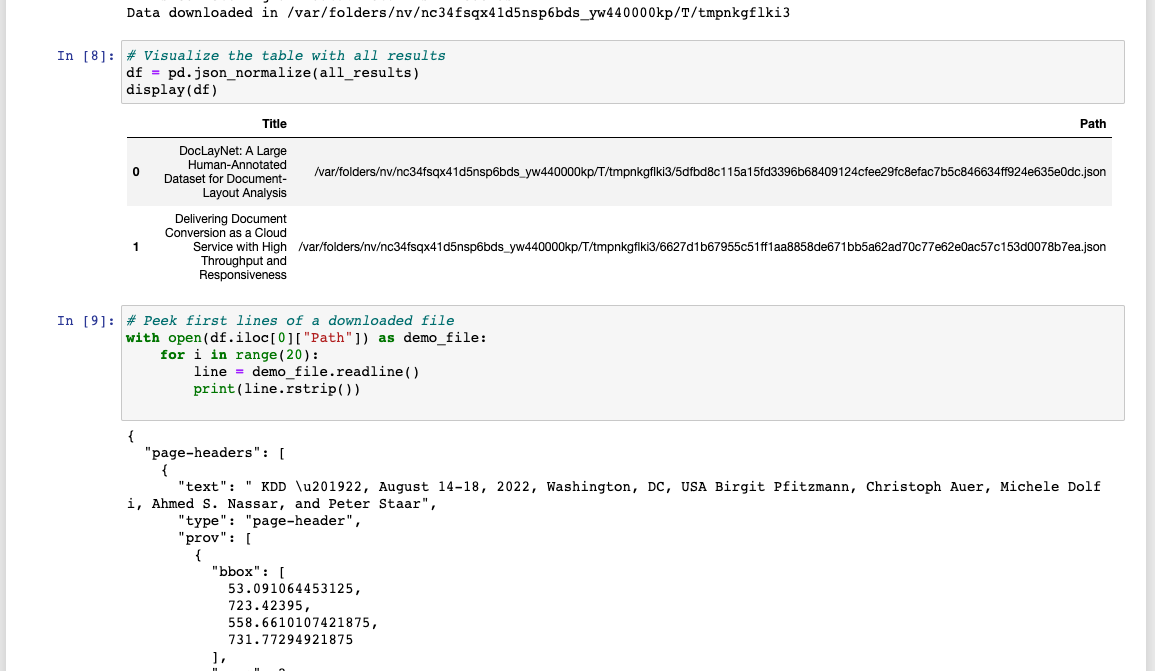 Data downloaded in /var/folders/nv/nc34fsqx41d5nsp6bds_yw440000kp/T/tmpnkgflki3
In [8]: # Visualize the table with all results
df = pd.json_normalize(all_results)
display(df)
Title Path
DocLayNet: A Large
Human-Annotated
0 Dataset for Document- /var/folders/nv/nc34fsqx41d5nsp6bds_yw440000kp/T/tmpnkgflki3/5dfbd8c115a15fd3396b68409124cfee29fc8efac7b5c846634ff924e635e0dc.json
Layout Analysis
Delivering Document
Conversion as a Cloud
1 Service with High /var/folders/nv/nc34fsqx41d5nsp6bds_yw440000kp/T/tmpnkgflki3/6627d1b67955c51ff1aa8858de671bb5a62ad70c77e62e0ac57c153d0078b7ea.json
Throughput and
Responsiveness
In [9]: # Peek first lines of a downloaded file
with open(df.iloc[0]["Path"]) as demo_file:
    for i in range(20):
        line = demo_file.readline()
        print(line.rstrip())
{
  "page-headers": [
    {
      "text": " KDD \u201922, August 14-18, 2022, Washington, DC, USA Birgit Pfitzmann, Christoph Auer, Michele Dolf
i, Ahmed S. Nassar, and Peter Staar",
      "type": "page-header",
      "prov": [
        {
          "bbox": [
            53.091064453125,
            723.42395,
            558.6610107421875,
            731.77294921875
          ],